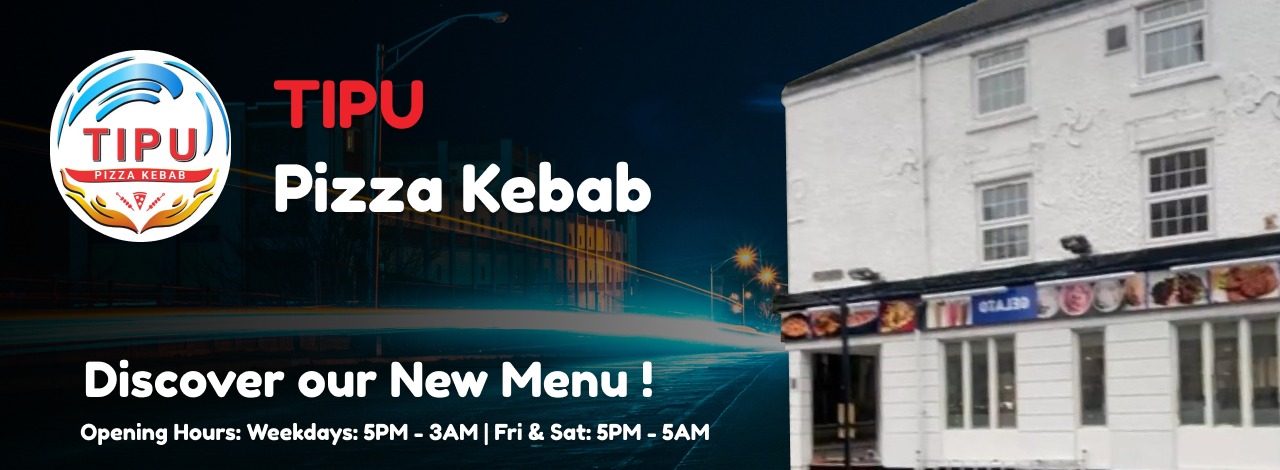 TIPU
PIZZA KEBAB
TIPU
Pizza Kebab
GELATO
Discover our New Menu !
Opening Hours: Weekdays: 5PM - 3AM | Fri & Sat: 5PM - 5AM